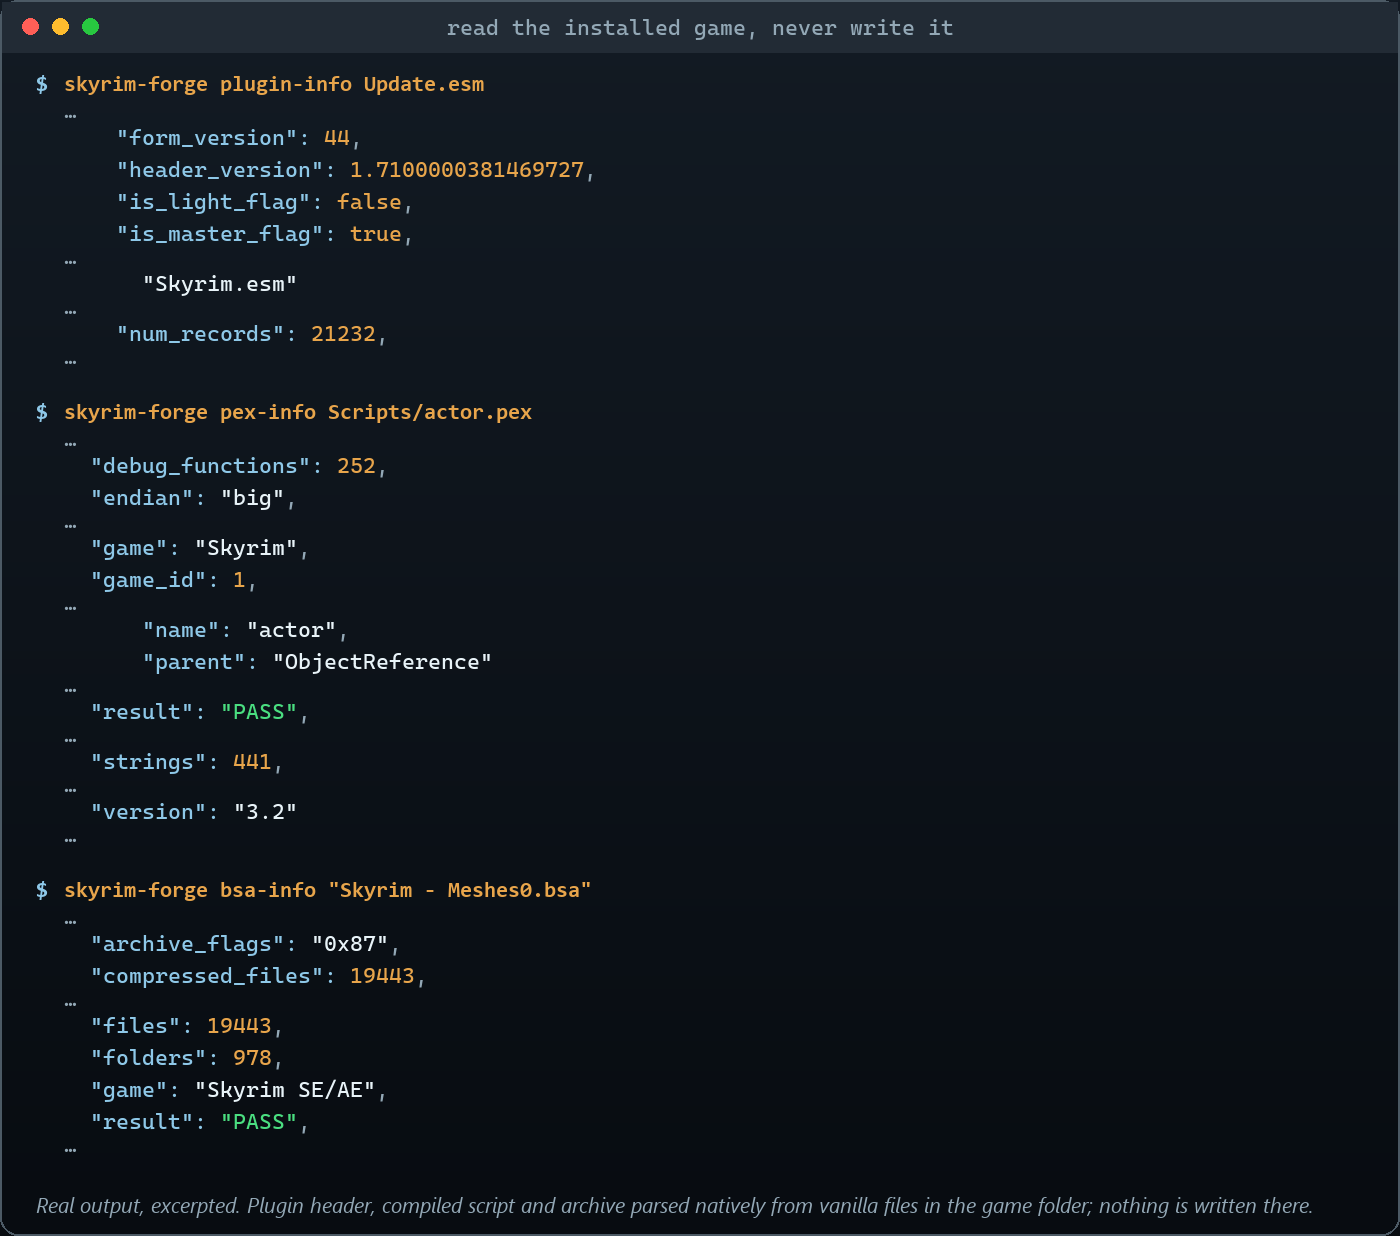 read the installed game, never write it
$ skyrim-forge plugin-info Update.esm
…
"form_version": 44,
"header_version": 1.7100000381469727,
"is_light_flag": false,
"is_master_flag": true,
…
"Skyrim.esm"
…
"num_records": 21232,
…
$ skyrim-forge pex-info Scripts/actor.pex
…
"debug_functions": 252,
"endian": "big",
…
"game": "Skyrim",
"game_id": 1,
…
"name": "actor",
"parent": "ObjectReference"
…
"result": "PASS",
…
"strings": 441,
…
"version": "3.2"
…
$ skyrim-forge bsa-info "Skyrim - Meshes0.bsa"
…
"archive_flags": "0x87",
"compressed_files": 19443,
…
"files": 19443,
"folders": 978,
"game": "Skyrim SE/AE",
"result": "PASS",
…
Real output, excerpted. Plugin header, compiled script and archive parsed natively from vanilla files in the game folder; nothing is written there.